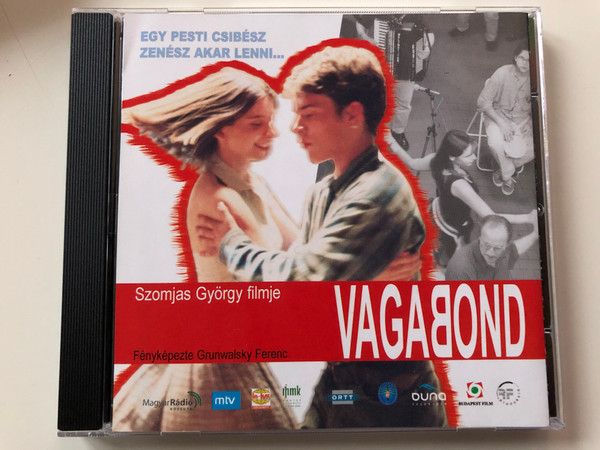 EGY PESTI CSIBÉSZ
ZENÉSZ AKAR LENNI...
Szomjas György filmje
VAGABOND
Fényképezte Grunwalsky Ferenc
MagyarRádió
mtv
mmk
ORTT
duna
BUDAPEST FILM